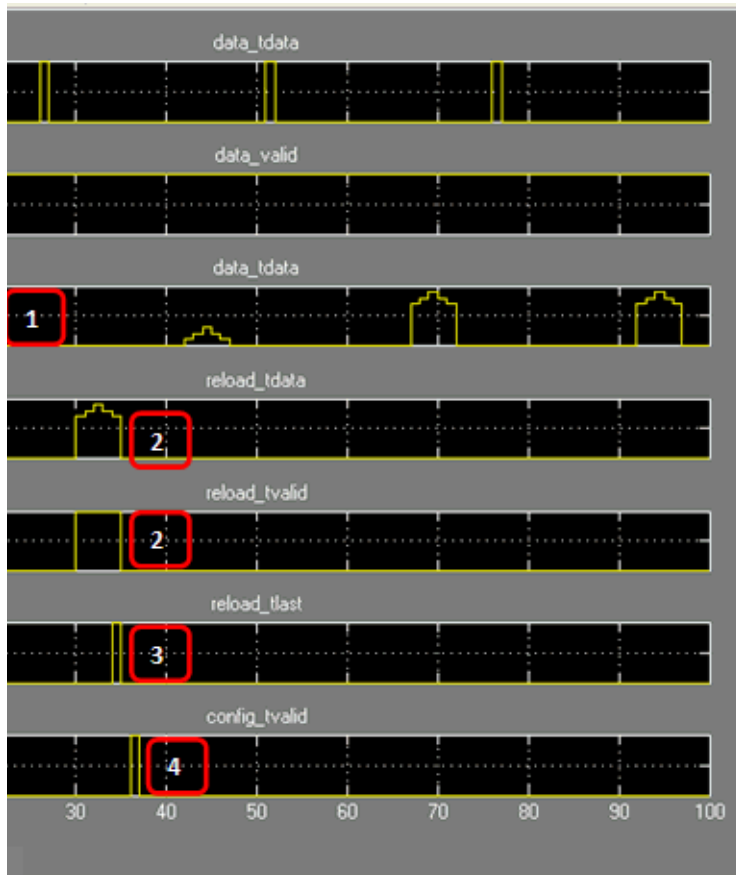 data_tdata
data_valid
data_tdata
1
reload_tdata
2
reload_tvalid
2
reload_tlast
3
config_tvalid
4
30 40 50 60 70 80 90 100